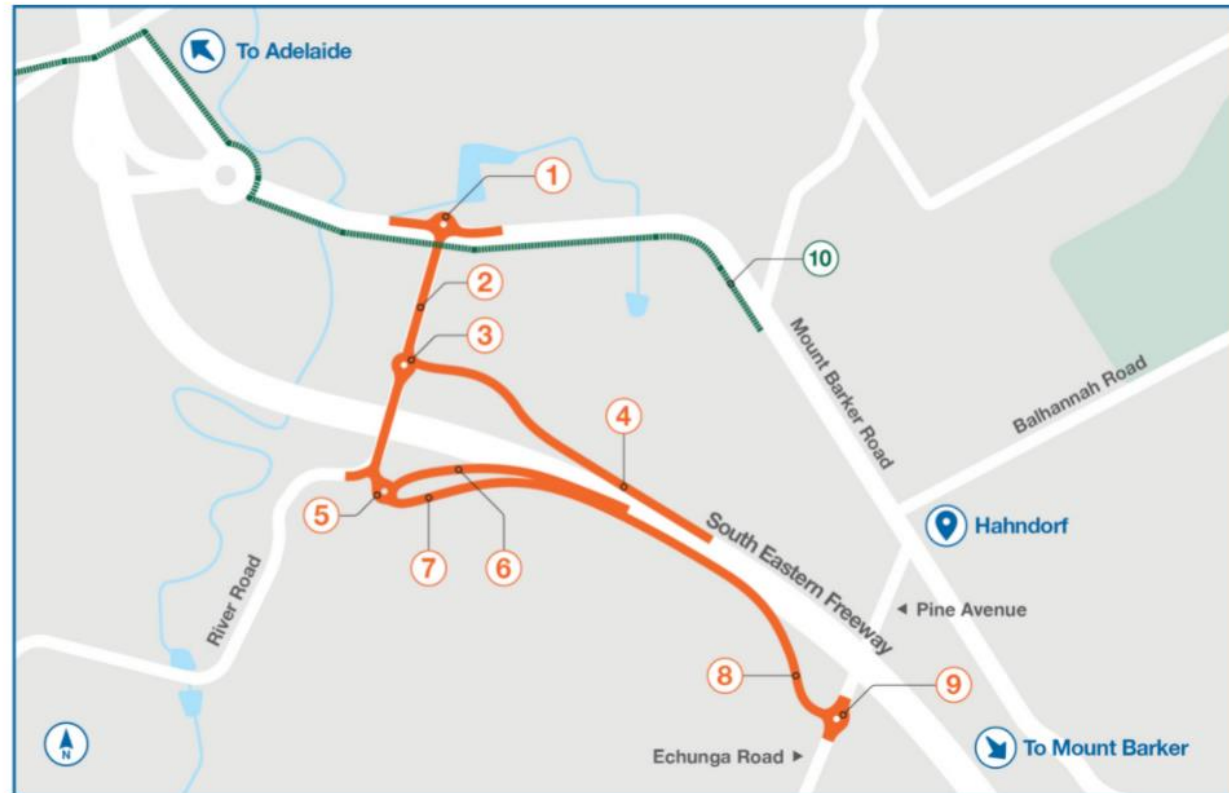 To Adelaide
1
2
10
3
Mount Barker Road
Balhannah Road
4
5
South Eastern Freeway
Hahndorf
7
6
River Road
Pine Avenue
8
9
N
Echunga Road
To Mount Barker